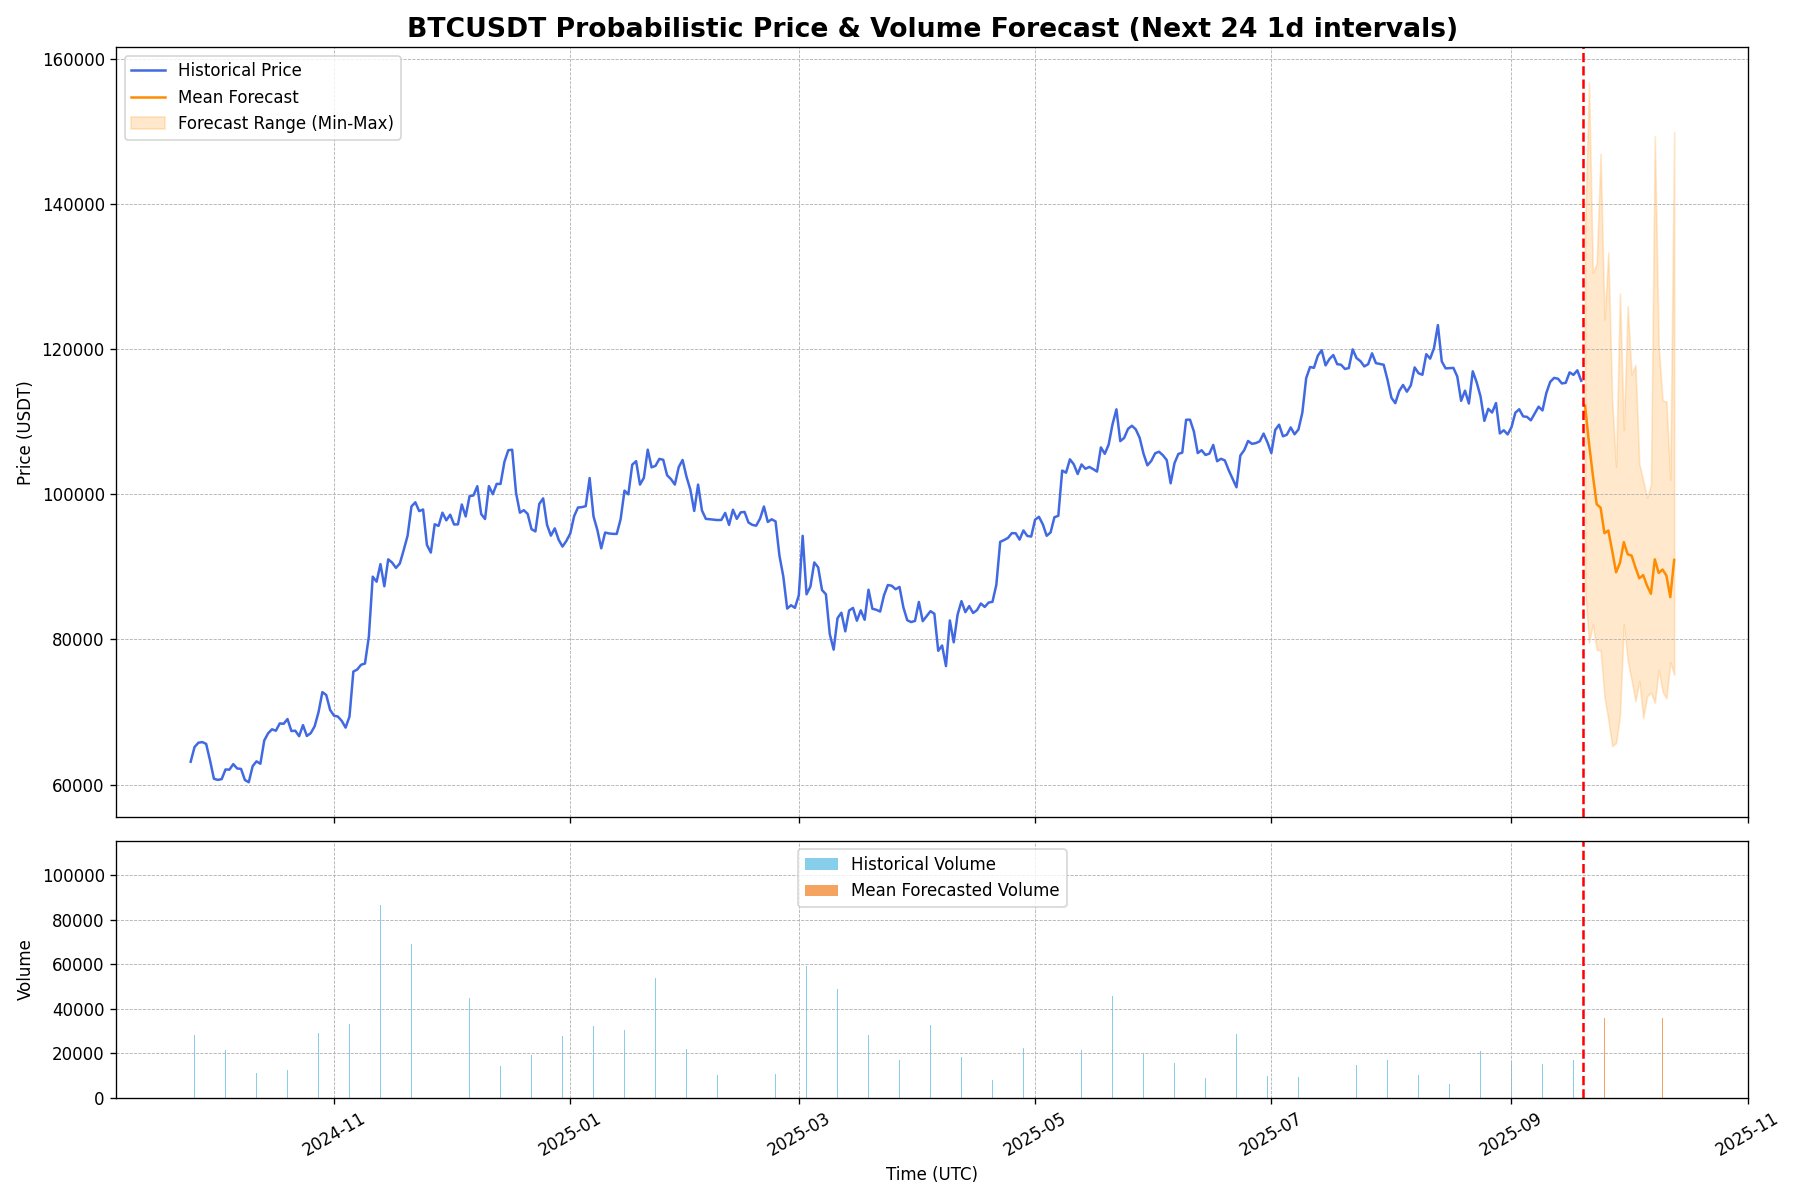 BTCUSDT Probabilistic Price & Volume Forecast (Next 24 1d intervals)
Historical Price
Mean Forecast
Forecast Range (Min-Max)
Price (USDT)
160000
140000
120000
100000
80000
60000
Historical Volume
Mean Forecasted Volume
Volume
100000
80000
60000
40000
20000
0
2024-11
2025-01
2025-03
2025-05
2025-07
2025-09
2025-11
Time (UTC)